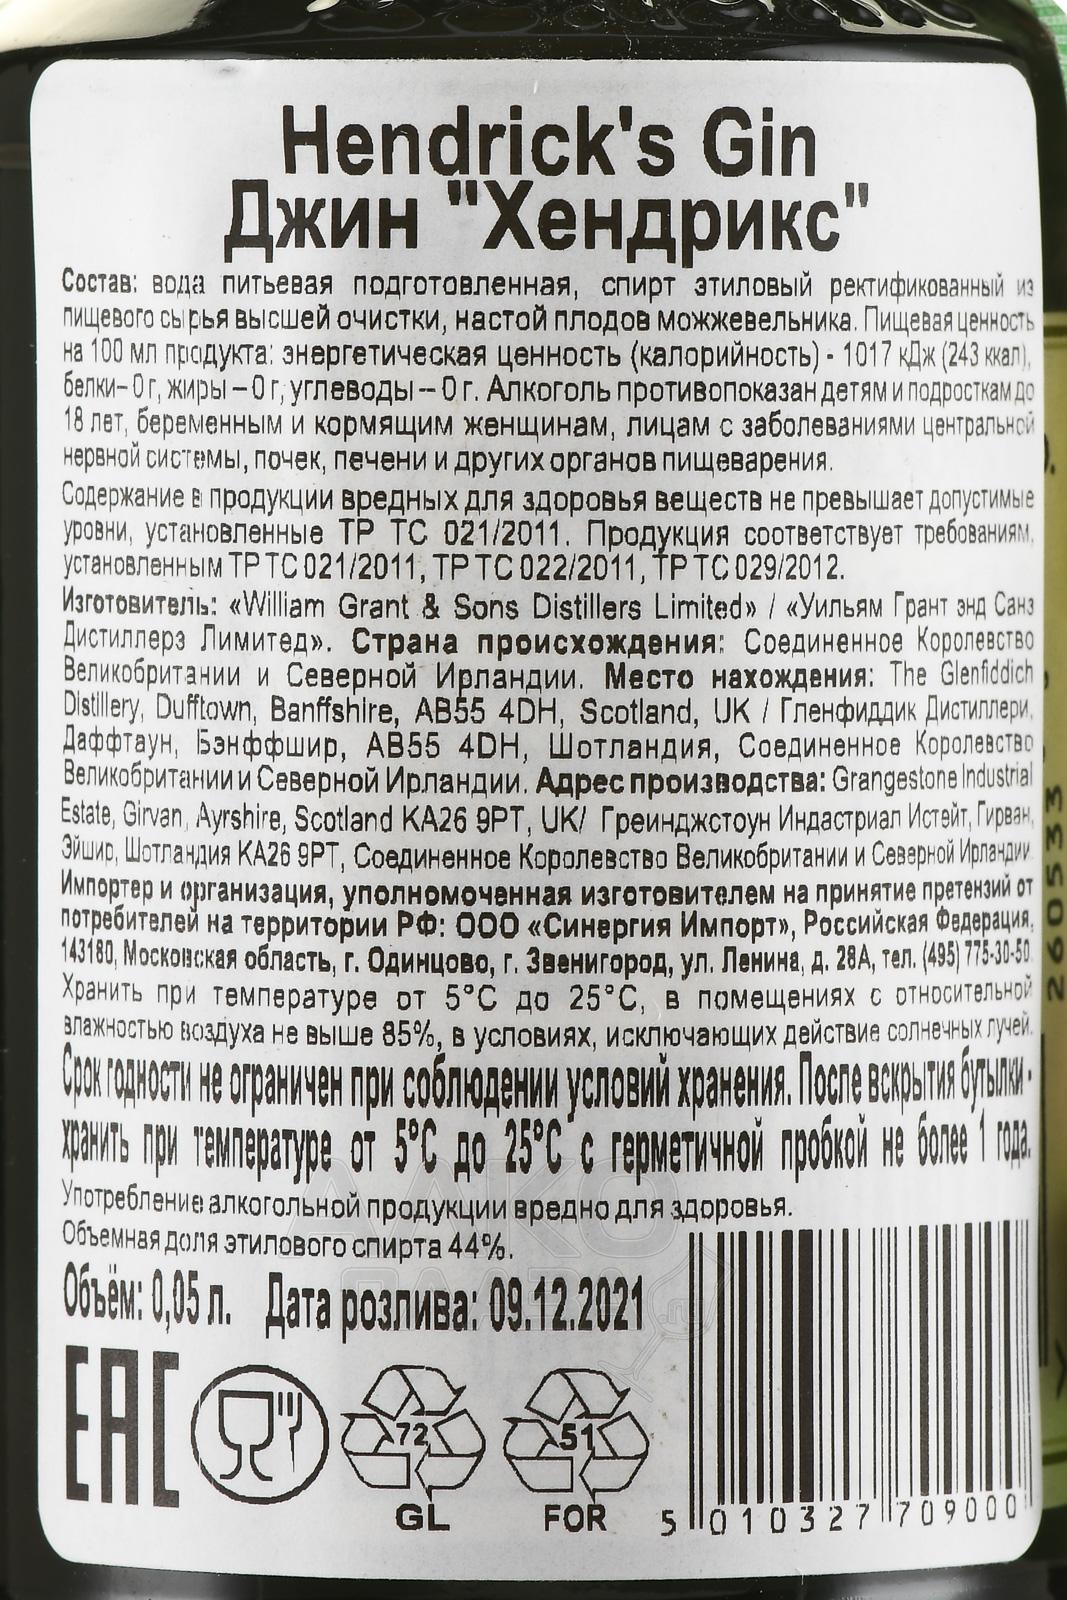 Hendrick's Gin
Джин "Хендрикс"
Состав: вода питьевая подготовленная, спирт этиловый ректификованный из
пищевого сырья высшей очистки, настой плодов можжевельника. Пищевая ценность
на 100 мл продукта: энергетическая ценность (калорийность) - 1017 кДж (243 ккал),
белки– 0 г, жиры – 0 г, углеводы – 0 г. Алкоголь противопоказан детям и подросткам до
18 лет, беременным и кормящим женщинам, лицам с заболеваниями центральной
нервной системы, почек, печени и других органов пищеварения.
Содержание в продукции вредных для здоровья веществ не превышает допустимые
уровни, установленные ТР ТС 021/2011. Продукция соответствует требованиям,
установленным ТР ТС 021/2011, ТР ТС 022/2011, ТР ТС 029/2012.
Изготовитель: «William Grant & Sons Distillers Limited» / «Уильям Грант энд Санз
Дистиллерз Лимитед». Страна происхождения: Соединенное Королевство
Великобритании и Северной Ирландии. Место нахождения: The Glenfiddich
Distillery, Dufftown, Banffshire, AB55 4DH, Scotland, UK / Гленфиддик Дистиллери,
Даффтаун, Бэнффшир, AB55 4DH, Шотландия, Соединенное Королевство
Великобритании и Северной Ирландии. Адрес производства: Grangestone Industrial
Estate, Girvan, Ayrshire, Scotland KA26 9PT, UK/ Греинджстоун Индастриал Истейт, Гирван,
Эйшир, Шотландия KA26 9PT, Соединенное Королевство Великобритании и Северной Ирландии.
Импортер и организация, уполномоченная изготовителем на принятие претензий от
потребителей на территории РФ: ООО «Синергия Импорт», Российская Федерация,
143180, Московская область, г. Одинцово, г. Звенигород, ул. Ленина, д. 28А, тел. (495) 775-30-50.
Хранить при температуре от 5°С до 25°С, в помещениях с относительной
влажностью воздуха не выше 85%, в условиях, исключающих действие солнечных лучей.
Срок годности не ограничен при соблюдении условий хранения. После вскрытия бутылки -
хранить при температуре от 5°С до 25°С с герметичной пробкой не более 1 года.
Употребление алкогольной продукции вредно для здоровья.
Объемная доля этилового спирта 44%.
Объём: 0,05 л. Дата розлива: 09.12.2021
EAC
72
GL
51
FOR
5 010327 709000
260533